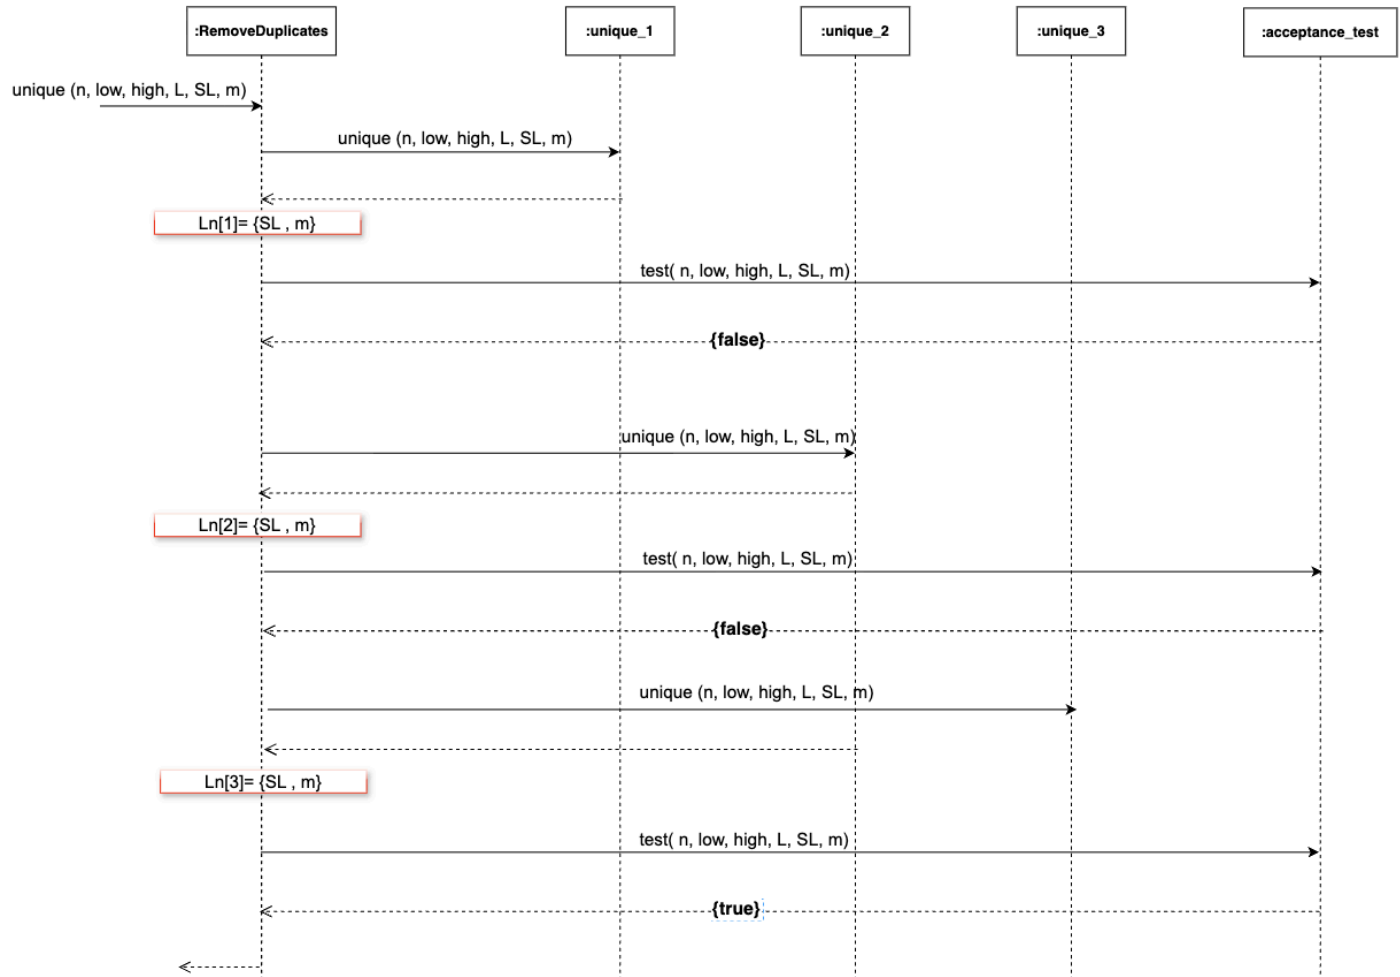 :RemoveDuplicates
:unique_1
:unique_2
:unique_3
:acceptance_test
unique (n, low, high, L, SL, m)
unique (n, low, high, L, SL, m)
Ln[1]= {SL , m}
test( n, low, high, L, SL, m)
{false}
unique (n, low, high, L, SL, m)
Ln[2]= {SL , m}
test( n, low, high, L, SL, m)
{false}
unique (n, low, high, L, SL, m)
Ln[3]= {SL , m}
test( n, low, high, L, SL, m)
{true}